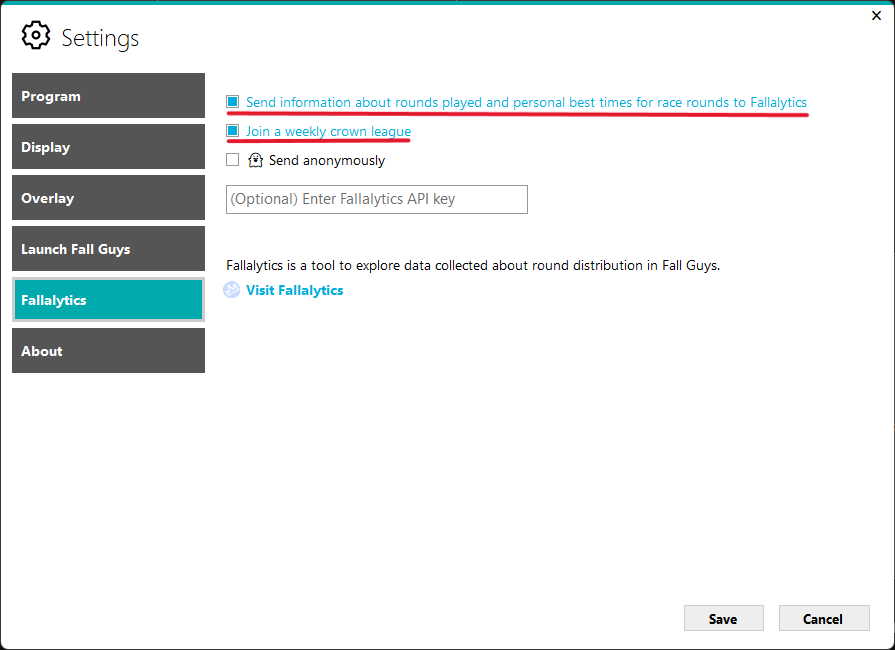 Settings
Program
Display
Overlay
Launch Fall Guys
Fallalytics
About
Send information about rounds played and personal best times for race rounds to Fallalytics
Join a weekly crown league
Send anonymously
(Optional) Enter Fallalytics API key
Fallalytics is a tool to explore data collected about round distribution in Fall Guys.
Visit Fallalytics
Save
Cancel